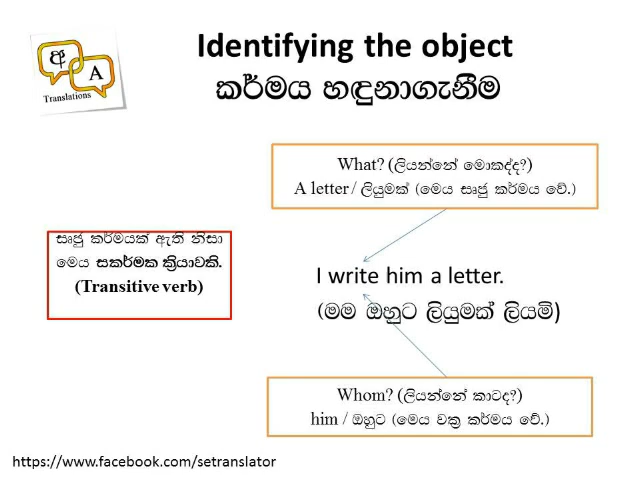 අ
A
Translations
Identifying the object
කර්මය හඳුනාගැනීම
What? (ලියන්නේ මොකද්ද?)
A letter / ලියුමක් (මෙය සෘජු කර්මය වේ.)
සෘජු කර්මයක් ඇති නිසා
මෙය සකර්මක ක්‍රියාවකි.
(Transitive verb)
I write him a letter.
(මම ඔහුට ලියුමක් ලියමි)
Whom? (ලියන්නේ කාටද?)
him / ඔහුට (මෙය වක්‍ර කර්මය වේ.)
https://www.facebook.com/setranslator